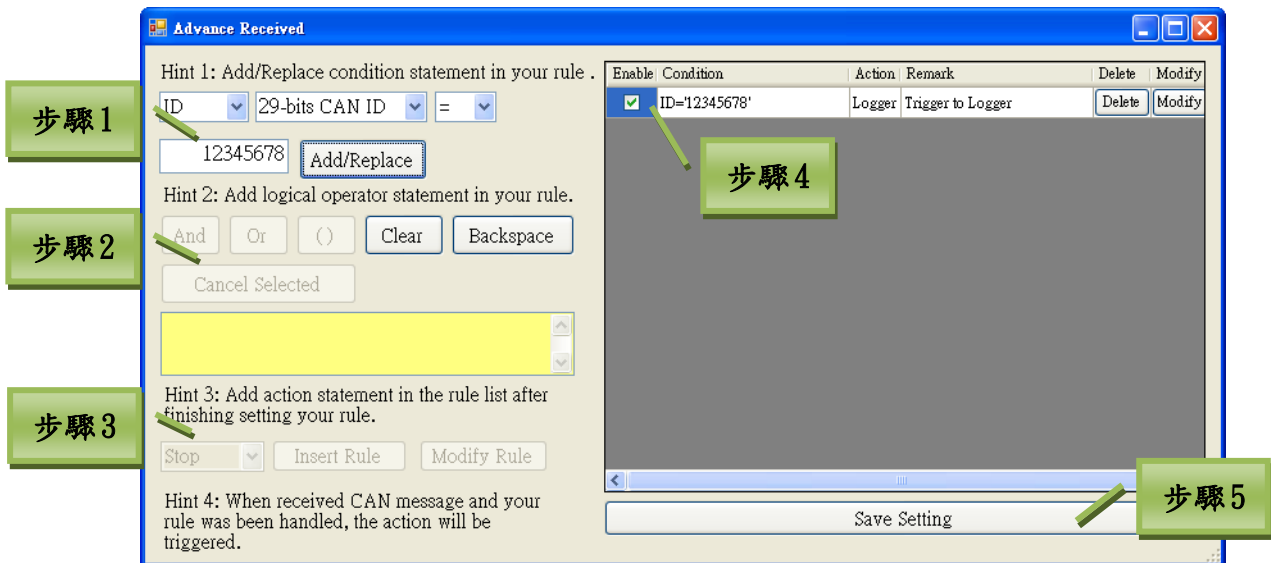 Advance Received
Hint 1: Add/Replace condition statement in your rule .
ID 29-bits CAN ID =
步驟1
12345678 Add/Replace
Hint 2: Add logical operator statement in your rule.
步驟2
And Or () Clear Backspace
Cancel Selected
Hint 3: Add action statement in the rule list after
finishing setting your rule.
步驟3
Stop Insert Rule Modify Rule
Hint 4: When received CAN message and your
rule was been handled, the action will be
triggered.
Enable Condition Action Remark Delete Modify
ID='12345678' Logger Trigger to Logger Delete Modify
步驟4
Save Setting
步驟5